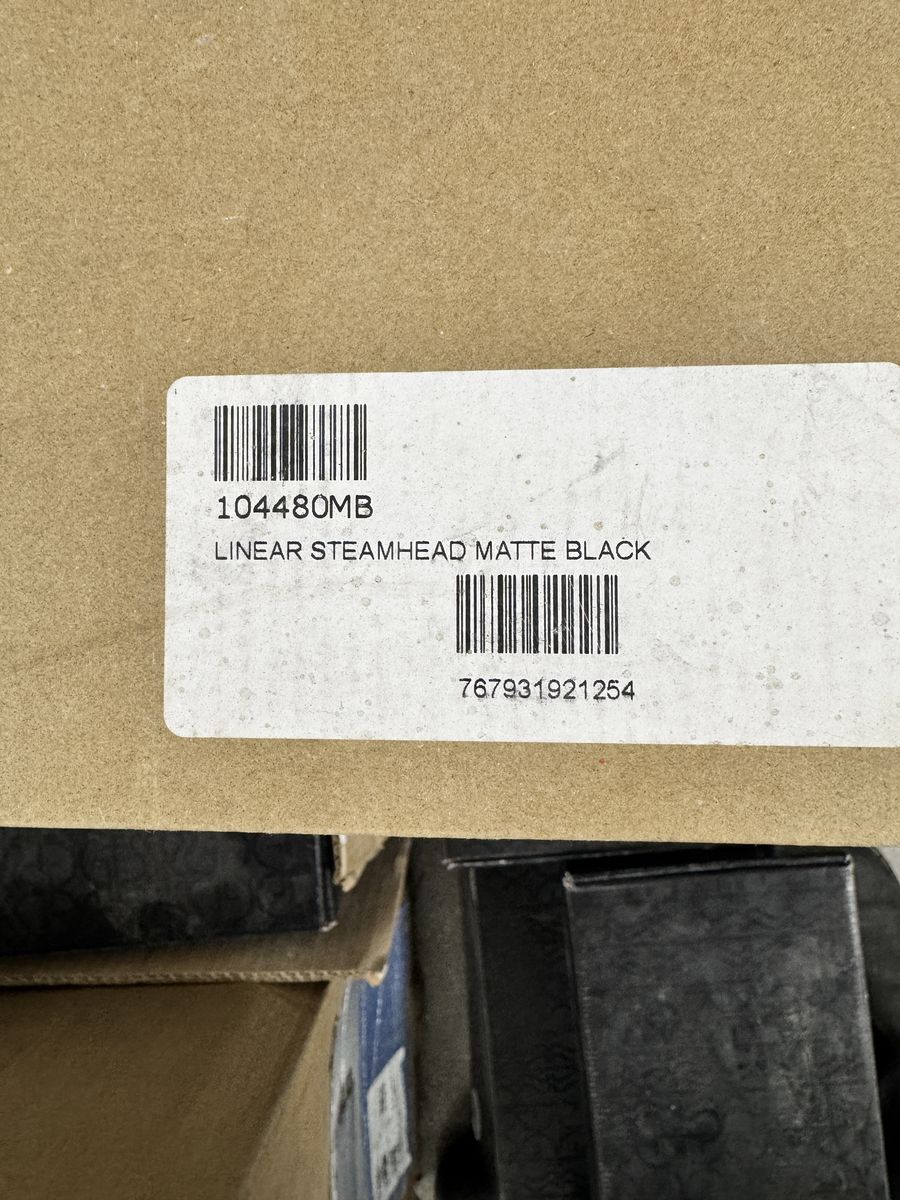 104480MB
LINEAR STEAMHEAD MATTE BLACK
767931921254